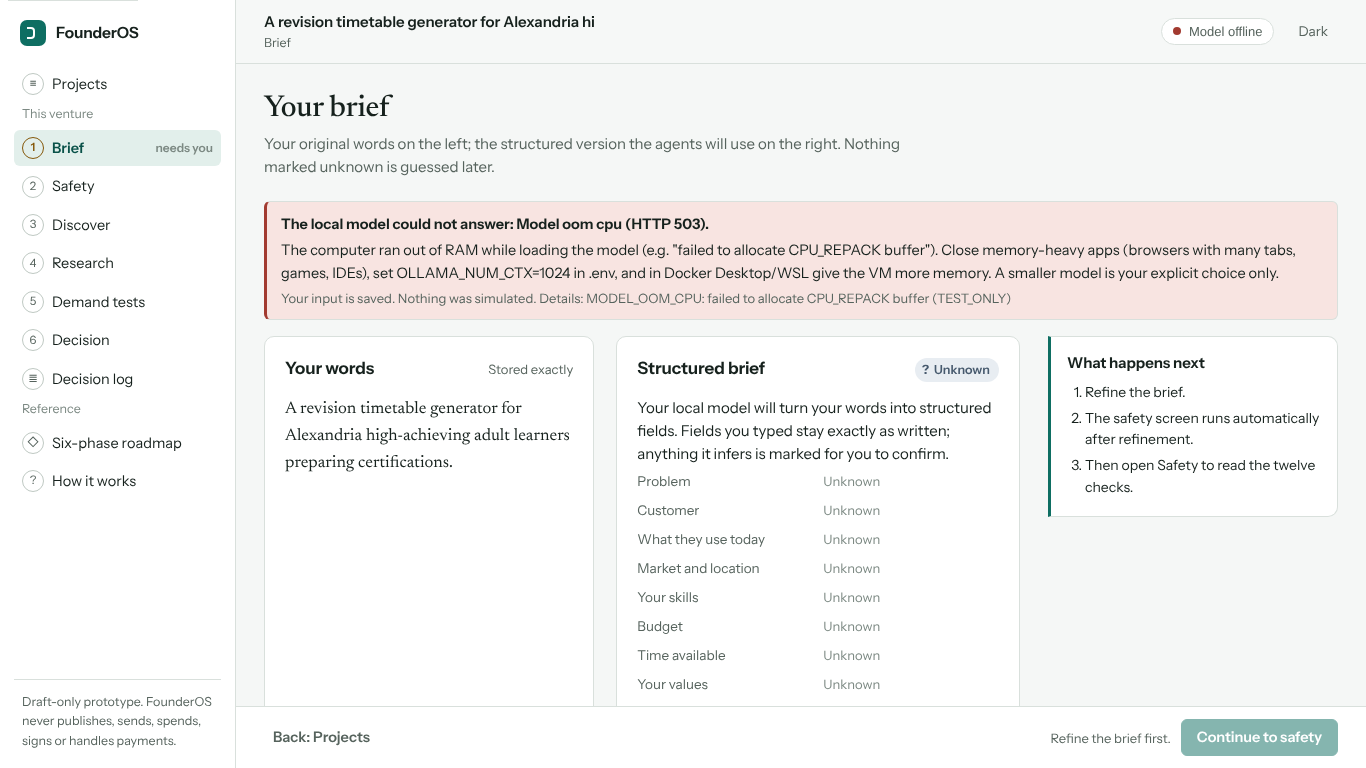 FounderOS
Projects
This venture
1 Brief needs you
2 Safety
3 Discover
4 Research
5 Demand tests
6 Decision
Decision log
Reference
Six-phase roadmap
? How it works
Draft-only prototype. FounderOS
never publishes, sends, spends,
signs or handles payments.
A revision timetable generator for Alexandria hi
Brief
Model offline
Dark
Your brief
Your original words on the left; the structured version the agents will use on the right. Nothing
marked unknown is guessed later.
The local model could not answer: Model oom cpu (HTTP 503).
The computer ran out of RAM while loading the model (e.g. "failed to allocate CPU_REPACK buffer"). Close memory-heavy apps (browsers with many tabs,
games, IDEs), set OLLAMA_NUM_CTX=1024 in .env, and in Docker Desktop/WSL give the VM more memory. A smaller model is your explicit choice only.
Your input is saved. Nothing was simulated. Details: MODEL_OOM_CPU: failed to allocate CPU_REPACK buffer (TEST_ONLY)
Your words Stored exactly
A revision timetable generator for
Alexandria high-achieving adult learners
preparing certifications.
Structured brief ? Unknown
Your local model will turn your words into structured
fields. Fields you typed stay exactly as written;
anything it infers is marked for you to confirm.
Problem Unknown
Customer Unknown
What they use today Unknown
Market and location Unknown
Your skills Unknown
Budget Unknown
Time available Unknown
Your values Unknown
What happens next
1. Refine the brief.
2. The safety screen runs automatically
after refinement.
3. Then open Safety to read the twelve
checks.
Back: Projects
Refine the brief first.
Continue to safety